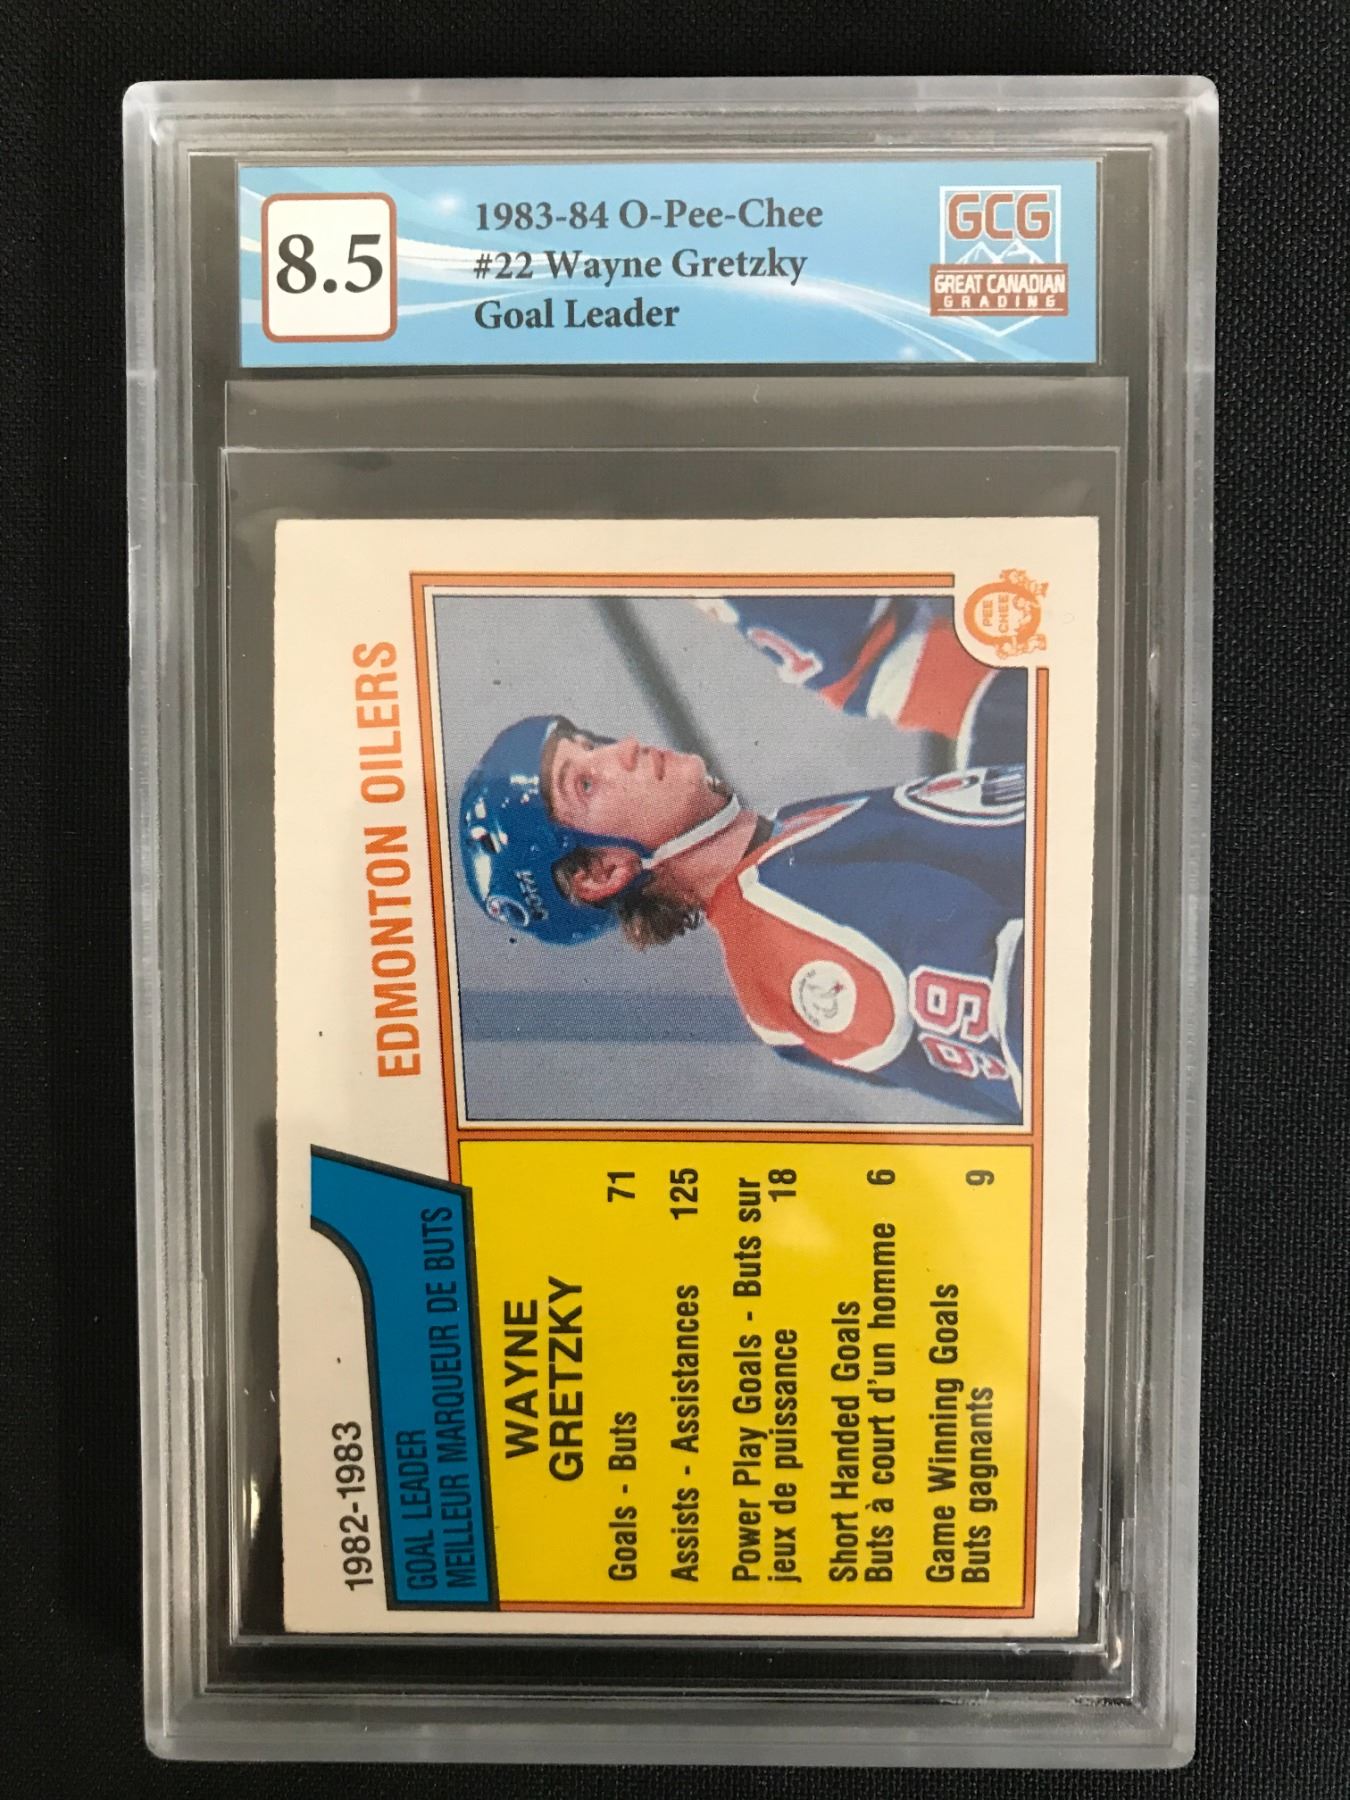 8.5
1983-84 O-Pee-Chee
#22 Wayne Gretzky
Goal Leader
GCG
GREAT CANADIAN
GRADING
1982-1983
GOAL LEADER
MEILLEUR MARQUEUR DE BUTS
EDMONTON OILERS
WAYNE
GRETZKY
Goals - Buts 71
Assists - Assistances 125
Power Play Goals - Buts sur
jeux de puissance 18
Short Handed Goals
Buts à court d'un homme 6
Game Winning Goals
Buts gagnants 9
JOFA
99
PEE
CHEE